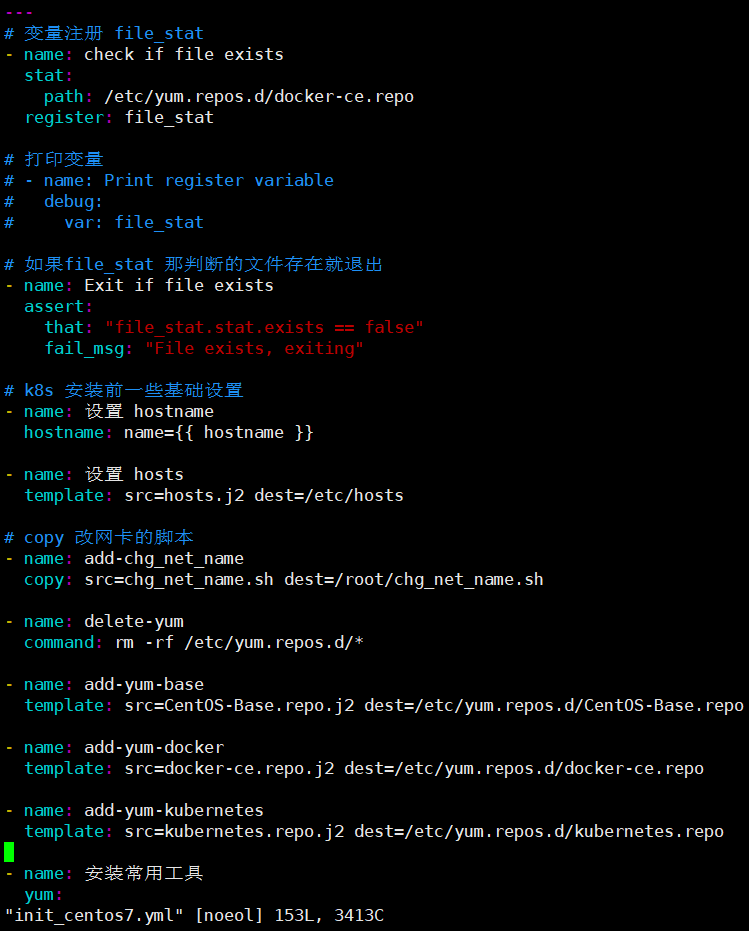 ---
# 变量注册 file_stat
- name: check if file exists
  stat:
    path: /etc/yum.repos.d/docker-ce.repo
  register: file_stat

# 打印变量
# - name: Print register variable
#   debug:
#     var: file_stat

# 如果file_stat 那判断的文件存在就退出
- name: Exit if file exists
  assert:
    that: "file_stat.stat.exists == false"
    fail_msg: "File exists, exiting"

# k8s 安装前一些基础设置
- name: 设置 hostname
  hostname: name={{ hostname }}

- name: 设置 hosts
  template: src=hosts.j2 dest=/etc/hosts

# copy 改网卡的脚本
- name: add-chg_net_name
  copy: src=chg_net_name.sh dest=/root/chg_net_name.sh

- name: delete-yum
  command: rm -rf /etc/yum.repos.d/*

- name: add-yum-base
  template: src=CentOS-Base.repo.j2 dest=/etc/yum.repos.d/CentOS-Base.repo

- name: add-yum-docker
  template: src=docker-ce.repo.j2 dest=/etc/yum.repos.d/docker-ce.repo

- name: add-yum-kubernetes
  template: src=kubernetes.repo.j2 dest=/etc/yum.repos.d/kubernetes.repo

- name: 安装常用工具
  yum:
"init_centos7.yml" [noeol] 153L, 3413C